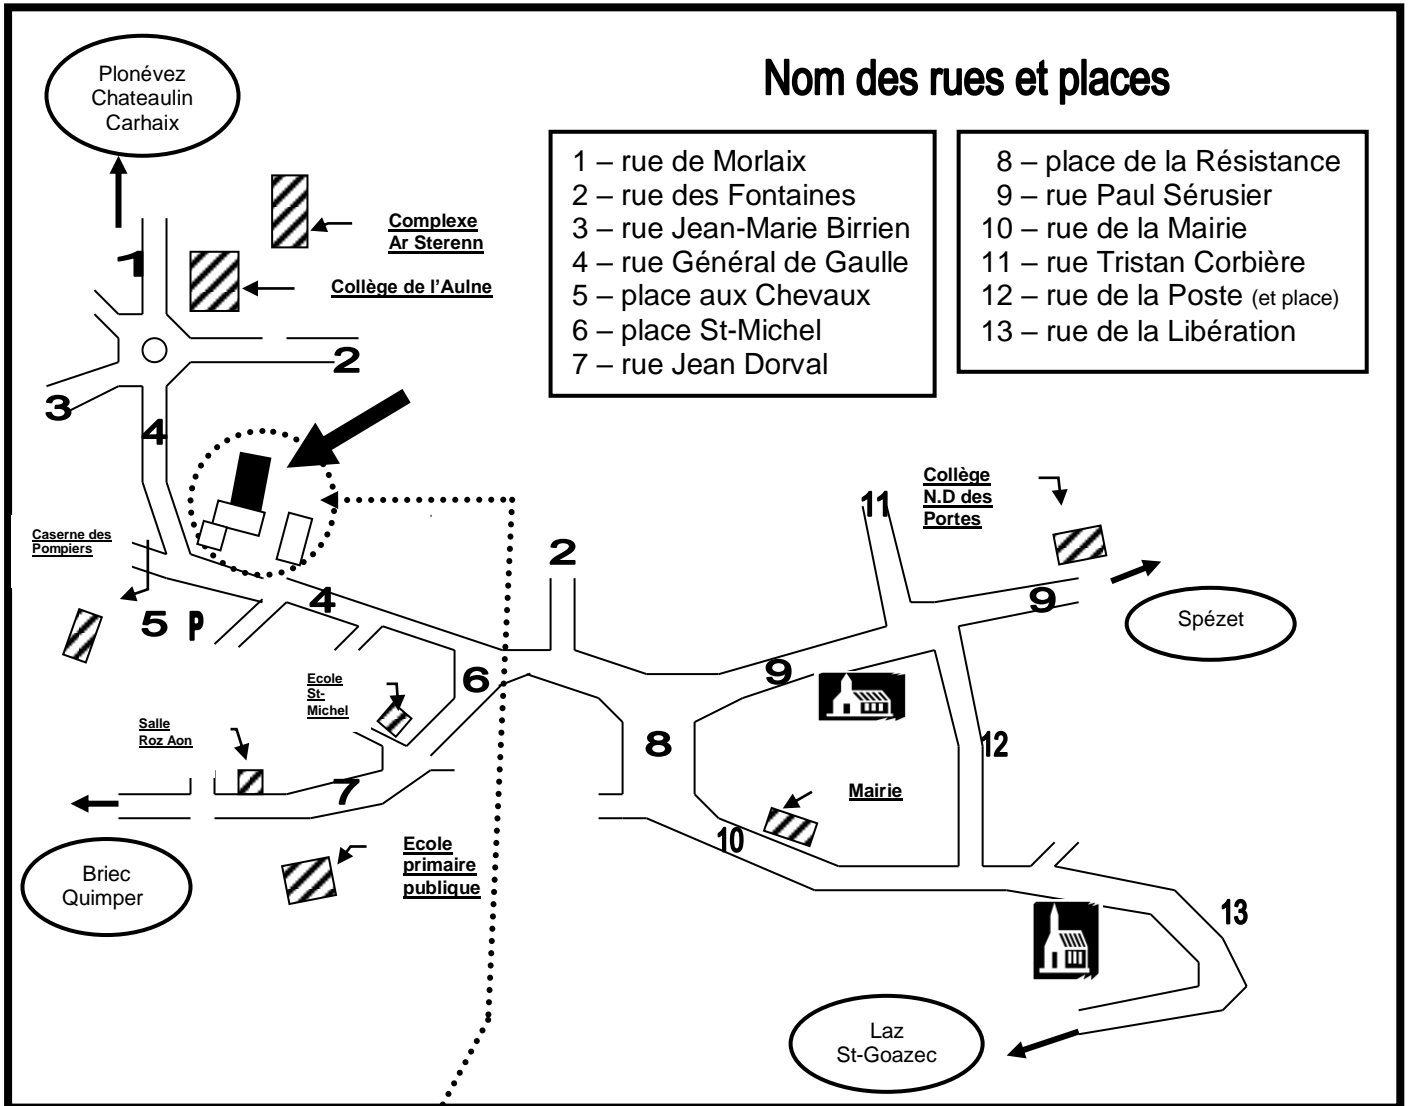 Nom des rues et places
Plonévez
Chateaulin
Carhaix
1 – rue de Morlaix
2 – rue des Fontaines
3 – rue Jean-Marie Birrien
4 – rue Général de Gaulle
5 – place aux Chevaux
6 – place St-Michel
7 – rue Jean Dorval
8 – place de la Résistance
9 – rue Paul Sérusier
10 – rue de la Mairie
11 – rue Tristan Corbière
12 – rue de la Poste (et place)
13 – rue de la Libération
Complexe
Ar Sterenn
1
Collège de l'Aulne
2
3
4
Collège
N.D des
Portes
11
Caserne des
Pompiers
2
4
9
5 P
Spézet
6
9
Ecole
St-
Michel
Salle
Roz Aon
8
12
7
Mairie
10
Ecole
primaire
publique
Briec
Quimper
13
Laz
St-Goazec